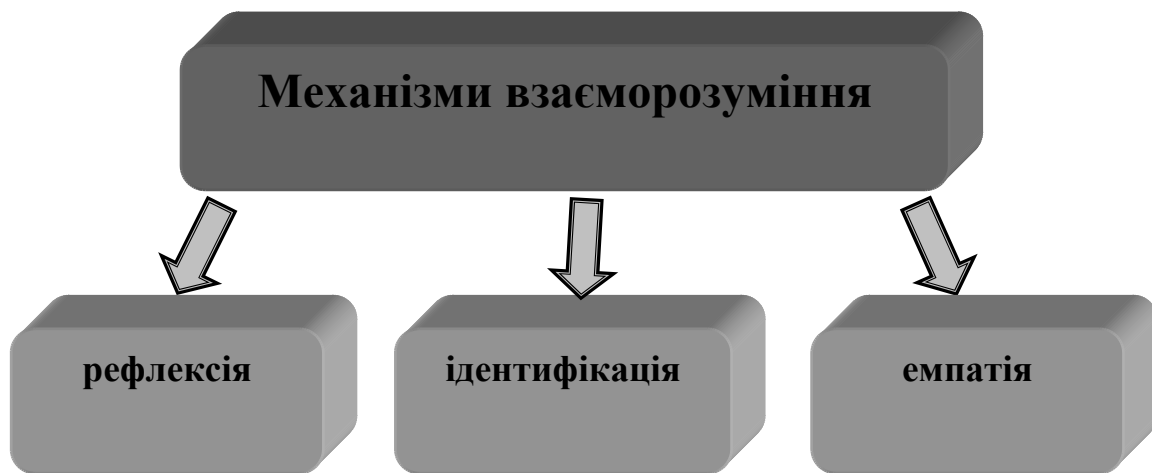 Механізми взаєморозуміння
рефлексія
ідентифікація
емпатія